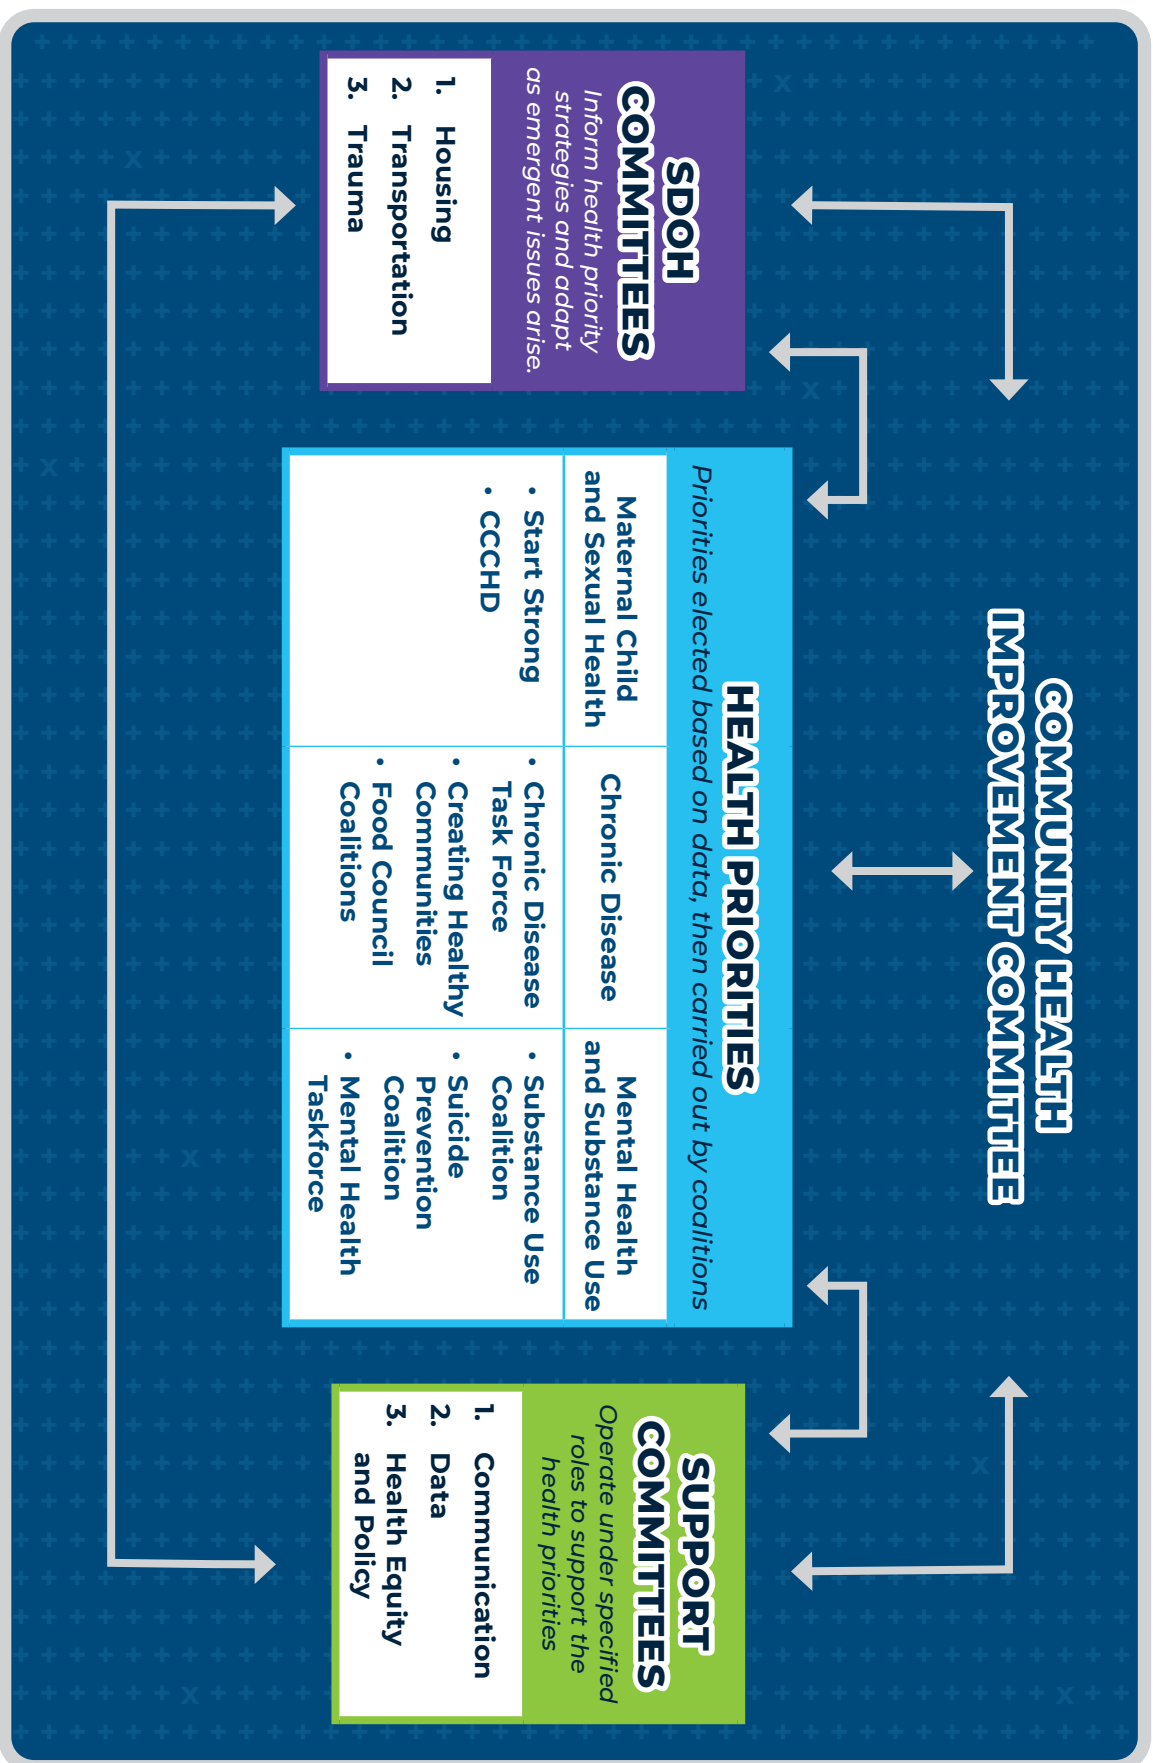 COMMUNITY HEALTH
IMPROVEMENT COMMITTEE
SDOH
COMMITTEES
Inform health priority
strategies and adapt
as emergent issues arise.
1. Housing
2. Transportation
3. Trauma
HEALTH PRIORITIES
Priorities elected based on data, then carried out by coalitions
Maternal Child
and Sexual Health
• Start Strong
• CCCHD
Chronic Disease
• Chronic Disease
Task Force
• Creating Healthy
Communities
• Food Council
Coalitions
Mental Health
and Substance Use
• Substance Use
Coalition
• Suicide
Prevention
Coalition
• Mental Health
Taskforce
SUPPORT
COMMITTEES
Operate under specified
roles to support the
health priorities
1. Communication
2. Data
3. Health Equity
and Policy